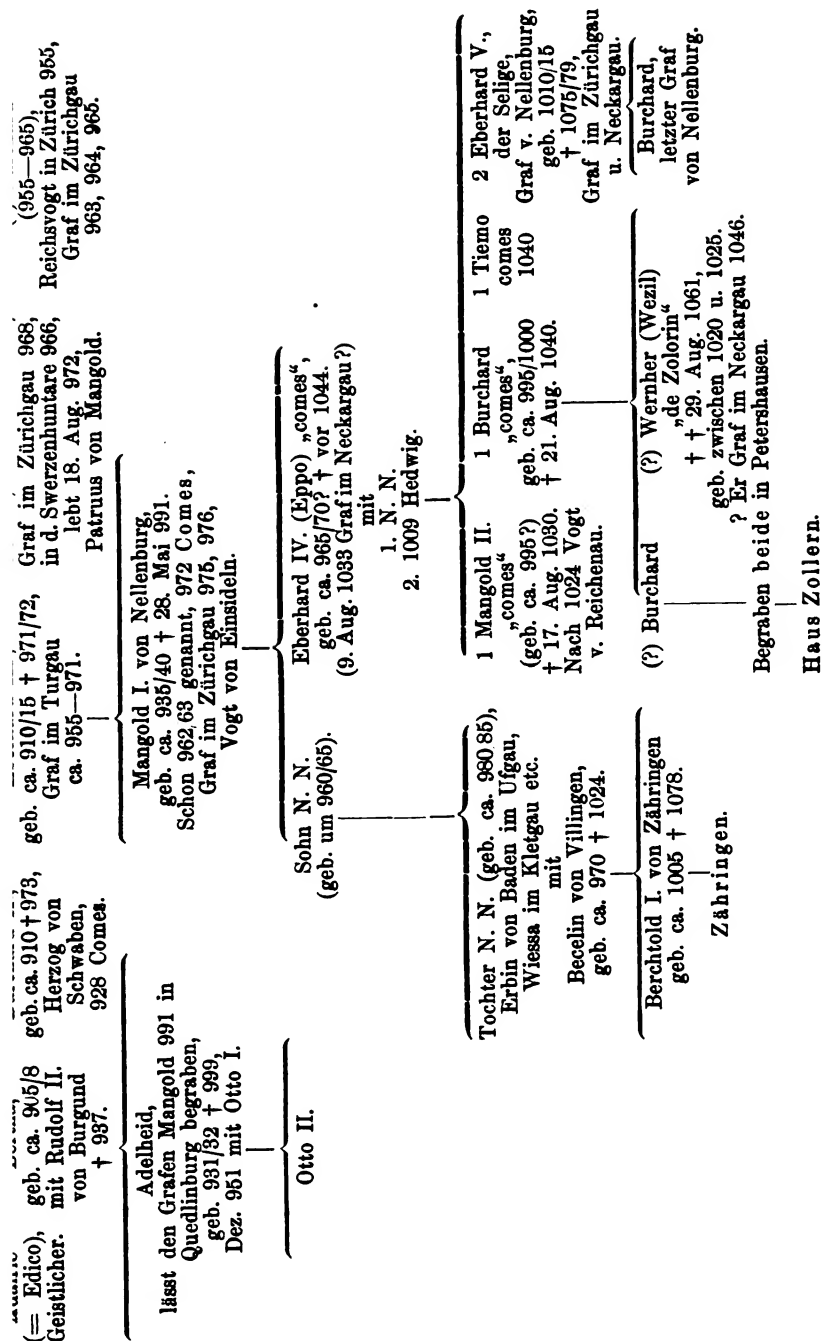 (= Edico),
Geistlicher.
geb. ca. 905/8
mit Rudolf II.
von Burgund
† 937.
geb. ca. 910 † 973,
Herzog von
Schwaben,
928 Comes.
geb. ca. 910/15 † 971/72,
Graf im Turgau
ca. 955—971.
Graf im Zürichgau 968,
in d. Swerzenhuntare 966,
lebt 18. Aug. 972,
Patruus von Mangold.
(955—965),
Reichsvogt in Zürich 955,
Graf im Zürichgau
963, 964, 965.
Adelheid,
lässt den Grafen Mangold 991 in
Quedlinburg begraben,
geb. 931/32 † 999,
Dez. 951 mit Otto I.
Mangold I. von Nellenburg,
geb. ca. 935/40 † 28. Mai 991.
Schon 962/63 genannt, 972 Comes,
Graf im Zürichgau 975, 976,
Vogt von Einsideln.
Otto II.
Sohn N. N.
(geb. um 960/65).
Eberhard IV. (Eppo) „comes“,
geb. ca. 965/70? † vor 1044.
(9. Aug. 1033 Graf im Neckargau?)
mit
1. N. N.
2. 1009 Hedwig.
Tochter N. N. (geb. ca. 980/85),
Erbin von Baden im Ufgau,
Wiessa im Kletgau etc.
mit
Becelin von Villingen,
geb. ca. 970 † 1024.
1 Mangold II.
„comes“
(geb. ca. 995?)
† 17. Aug. 1030.
Nach 1024 Vogt
v. Reichenau.
1 Burchard
„comes“,
geb. ca. 995/1000
† 21. Aug. 1040.
1 Tiemo
comes
1040
2 Eberhard V.,
der Selige,
Graf v. Nellenburg,
geb. 1010/15
† 1075/79,
Graf im Zürichgau
u. Neckargau.
Berchtold I. von Zähringen
geb. ca. 1005 † 1078.
Zähringen.
(?) Burchard
(?) Wernher (Wezil)
„de Zolorin“
† † 29. Aug. 1061,
geb. zwischen 1020 u. 1025.
? Er Graf im Neckargau 1046.
Begraben beide in Petershausen.
Haus Zollern.
Burchard,
letzter Graf
von Nellenburg.